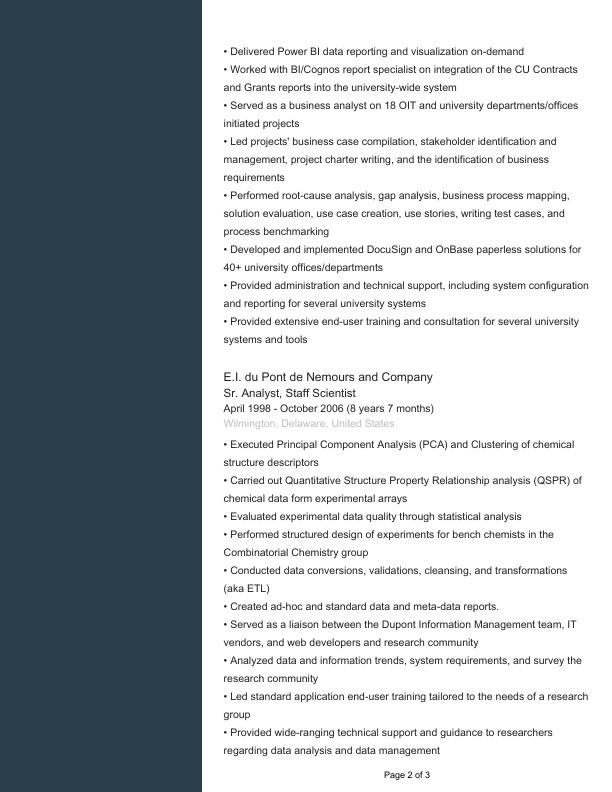 • Delivered Power BI data reporting and visualization on-demand
• Worked with BI/Cognos report specialist on integration of the CU Contracts
and Grants reports into the university-wide system
• Served as a business analyst on 18 OIT and university departments/offices
initiated projects
• Led projects' business case compilation, stakeholder identification and
management, project charter writing, and the identification of business
requirements
• Performed root-cause analysis, gap analysis, business process mapping,
solution evaluation, use case creation, use stories, writing test cases, and
process benchmarking
• Developed and implemented DocuSign and OnBase paperless solutions for
40+ university offices/departments
• Provided administration and technical support, including system configuration
and reporting for several university systems
• Provided extensive end-user training and consultation for several university
systems and tools
E.I. du Pont de Nemours and Company
Sr. Analyst, Staff Scientist
April 1998 - October 2006 (8 years 7 months)
Wilmington, Delaware, United States
• Executed Principal Component Analysis (PCA) and Clustering of chemical
structure descriptors
• Carried out Quantitative Structure Property Relationship analysis (QSPR) of
chemical data form experimental arrays
• Evaluated experimental data quality through statistical analysis
• Performed structured design of experiments for bench chemists in the
Combinatorial Chemistry group
• Conducted data conversions, validations, cleansing, and transformations
(aka ETL)
• Created ad-hoc and standard data and meta-data reports.
• Served as a liaison between the Dupont Information Management team, IT
vendors, and web developers and research community
• Analyzed data and information trends, system requirements, and survey the
research community
• Led standard application end-user training tailored to the needs of a research
group
• Provided wide-ranging technical support and guidance to researchers
regarding data analysis and data management
Page 2 of 3